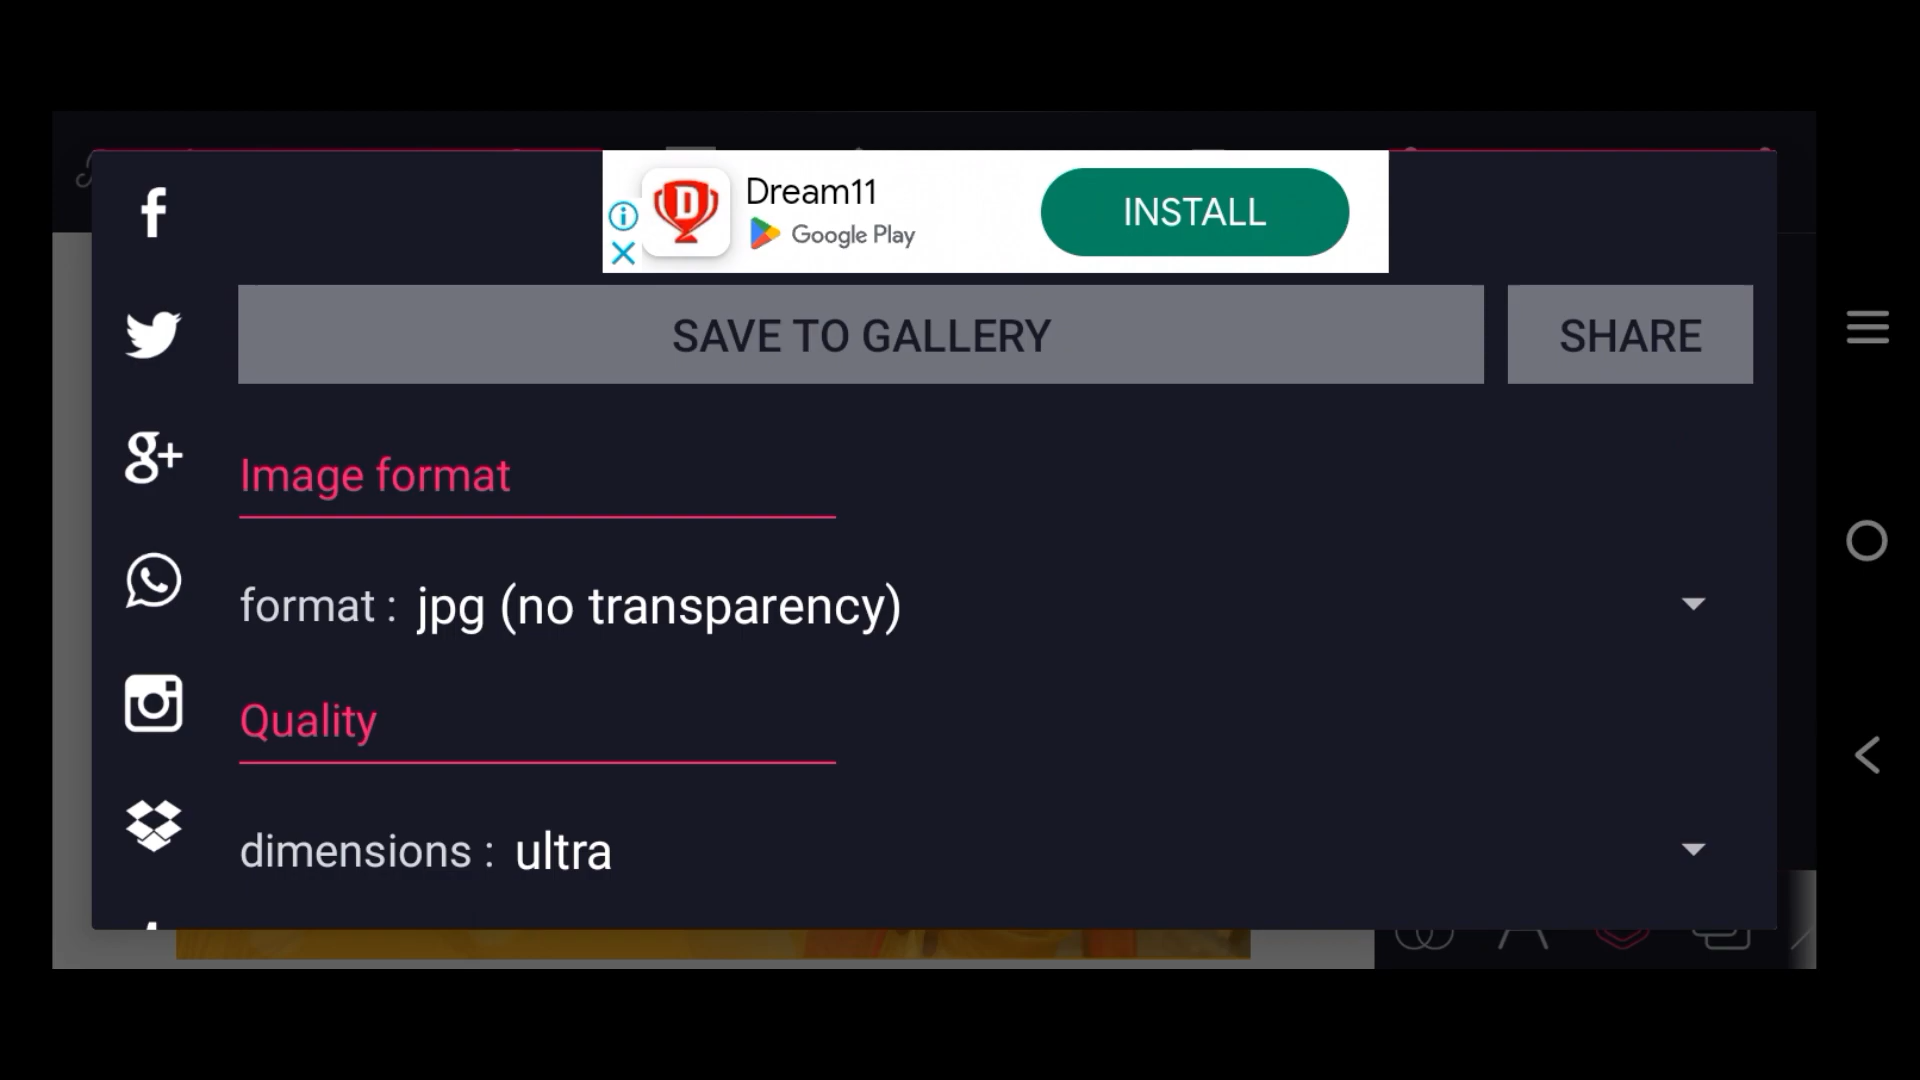 Dream11
Google Play
INSTALL
SAVE TO GALLERY
SHARE
Image format
format : jpg (no transparency)
Quality
dimensions : ultra